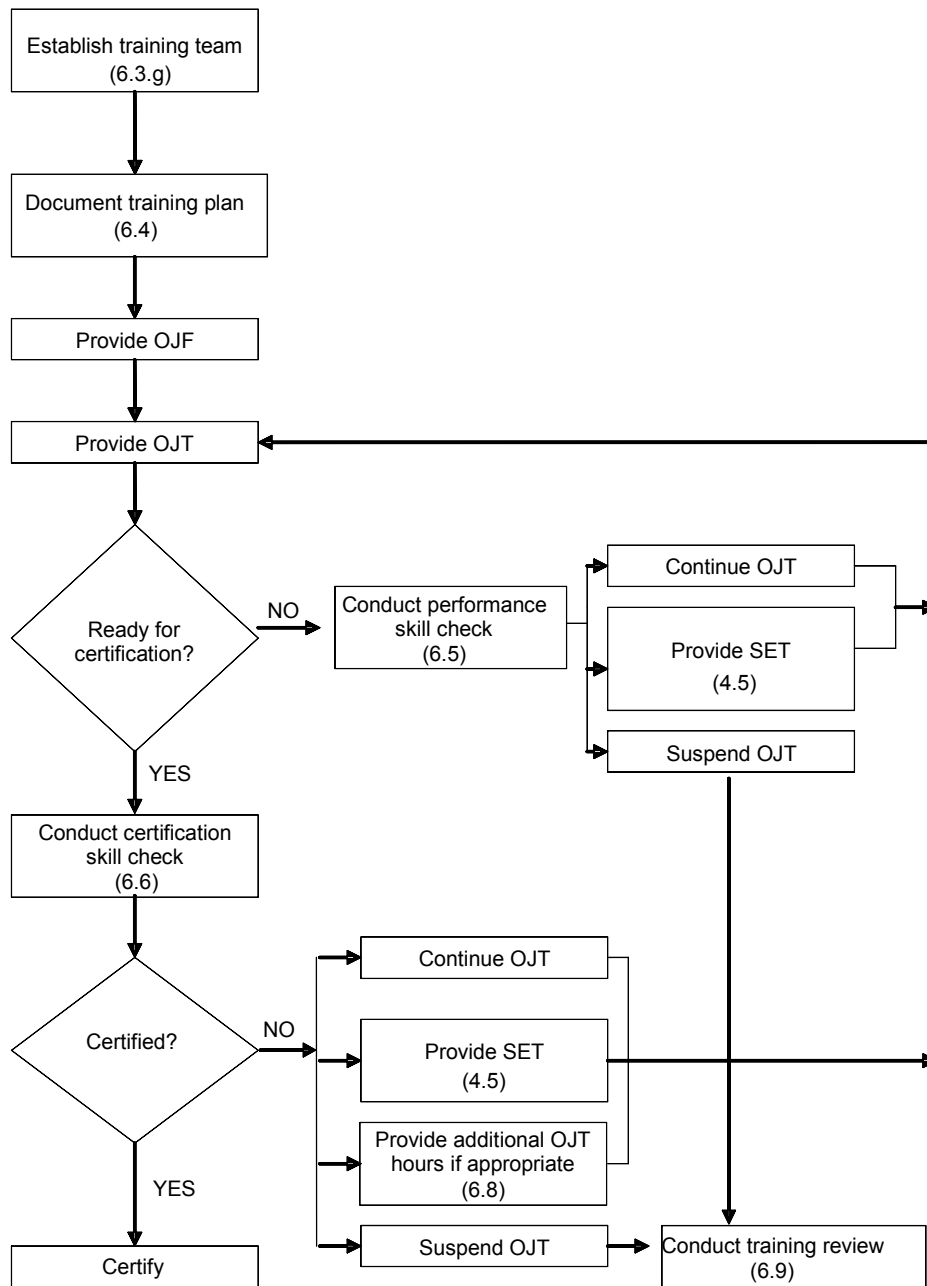 Establish training team
(6.3.g)
Document training plan
(6.4)
Provide OJF
Provide OJT
Ready for
certification?
NO
Conduct performance
skill check
(6.5)
Continue OJT
Provide SET
(4.5)
Suspend OJT
YES
Conduct certification
skill check
(6.6)
Certified?
NO
Continue OJT
Provide SET
(4.5)
Provide additional OJT
hours if appropriate
(6.8)
Suspend OJT
Conduct training review
(6.9)
YES
Certify